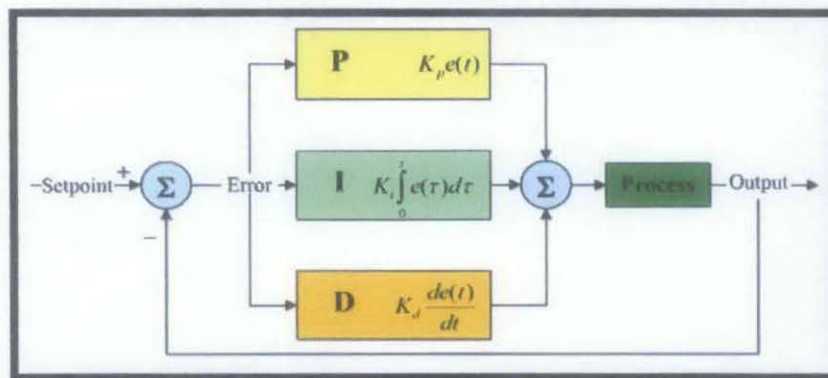 P K_p e(t)
–Setpoint + Σ Error I K_i ∫_0^t e(τ)dτ Σ Process Output
–
D K_d de(t)/dt